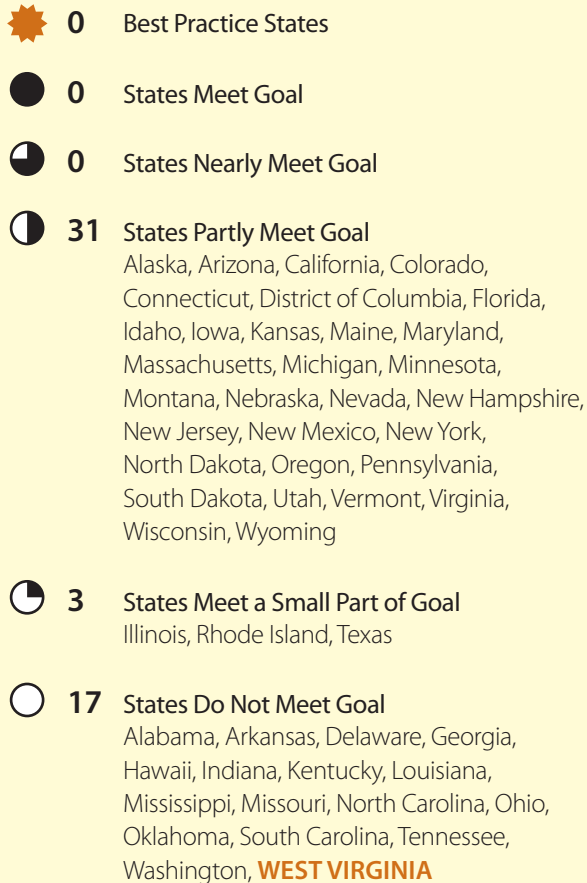 0 Best Practice States
0 States Meet Goal
0 States Nearly Meet Goal
31 States Partly Meet Goal
Alaska, Arizona, California, Colorado,
Connecticut, District of Columbia, Florida,
Idaho, Iowa, Kansas, Maine, Maryland,
Massachusetts, Michigan, Minnesota,
Montana, Nebraska, Nevada, New Hampshire,
New Jersey, New Mexico, New York,
North Dakota, Oregon, Pennsylvania,
South Dakota, Utah, Vermont, Virginia,
Wisconsin, Wyoming
3 States Meet a Small Part of Goal
Illinois, Rhode Island, Texas
17 States Do Not Meet Goal
Alabama, Arkansas, Delaware, Georgia,
Hawaii, Indiana, Kentucky, Louisiana,
Mississippi, Missouri, North Carolina, Ohio,
Oklahoma, South Carolina, Tennessee,
Washington, WEST VIRGINIA